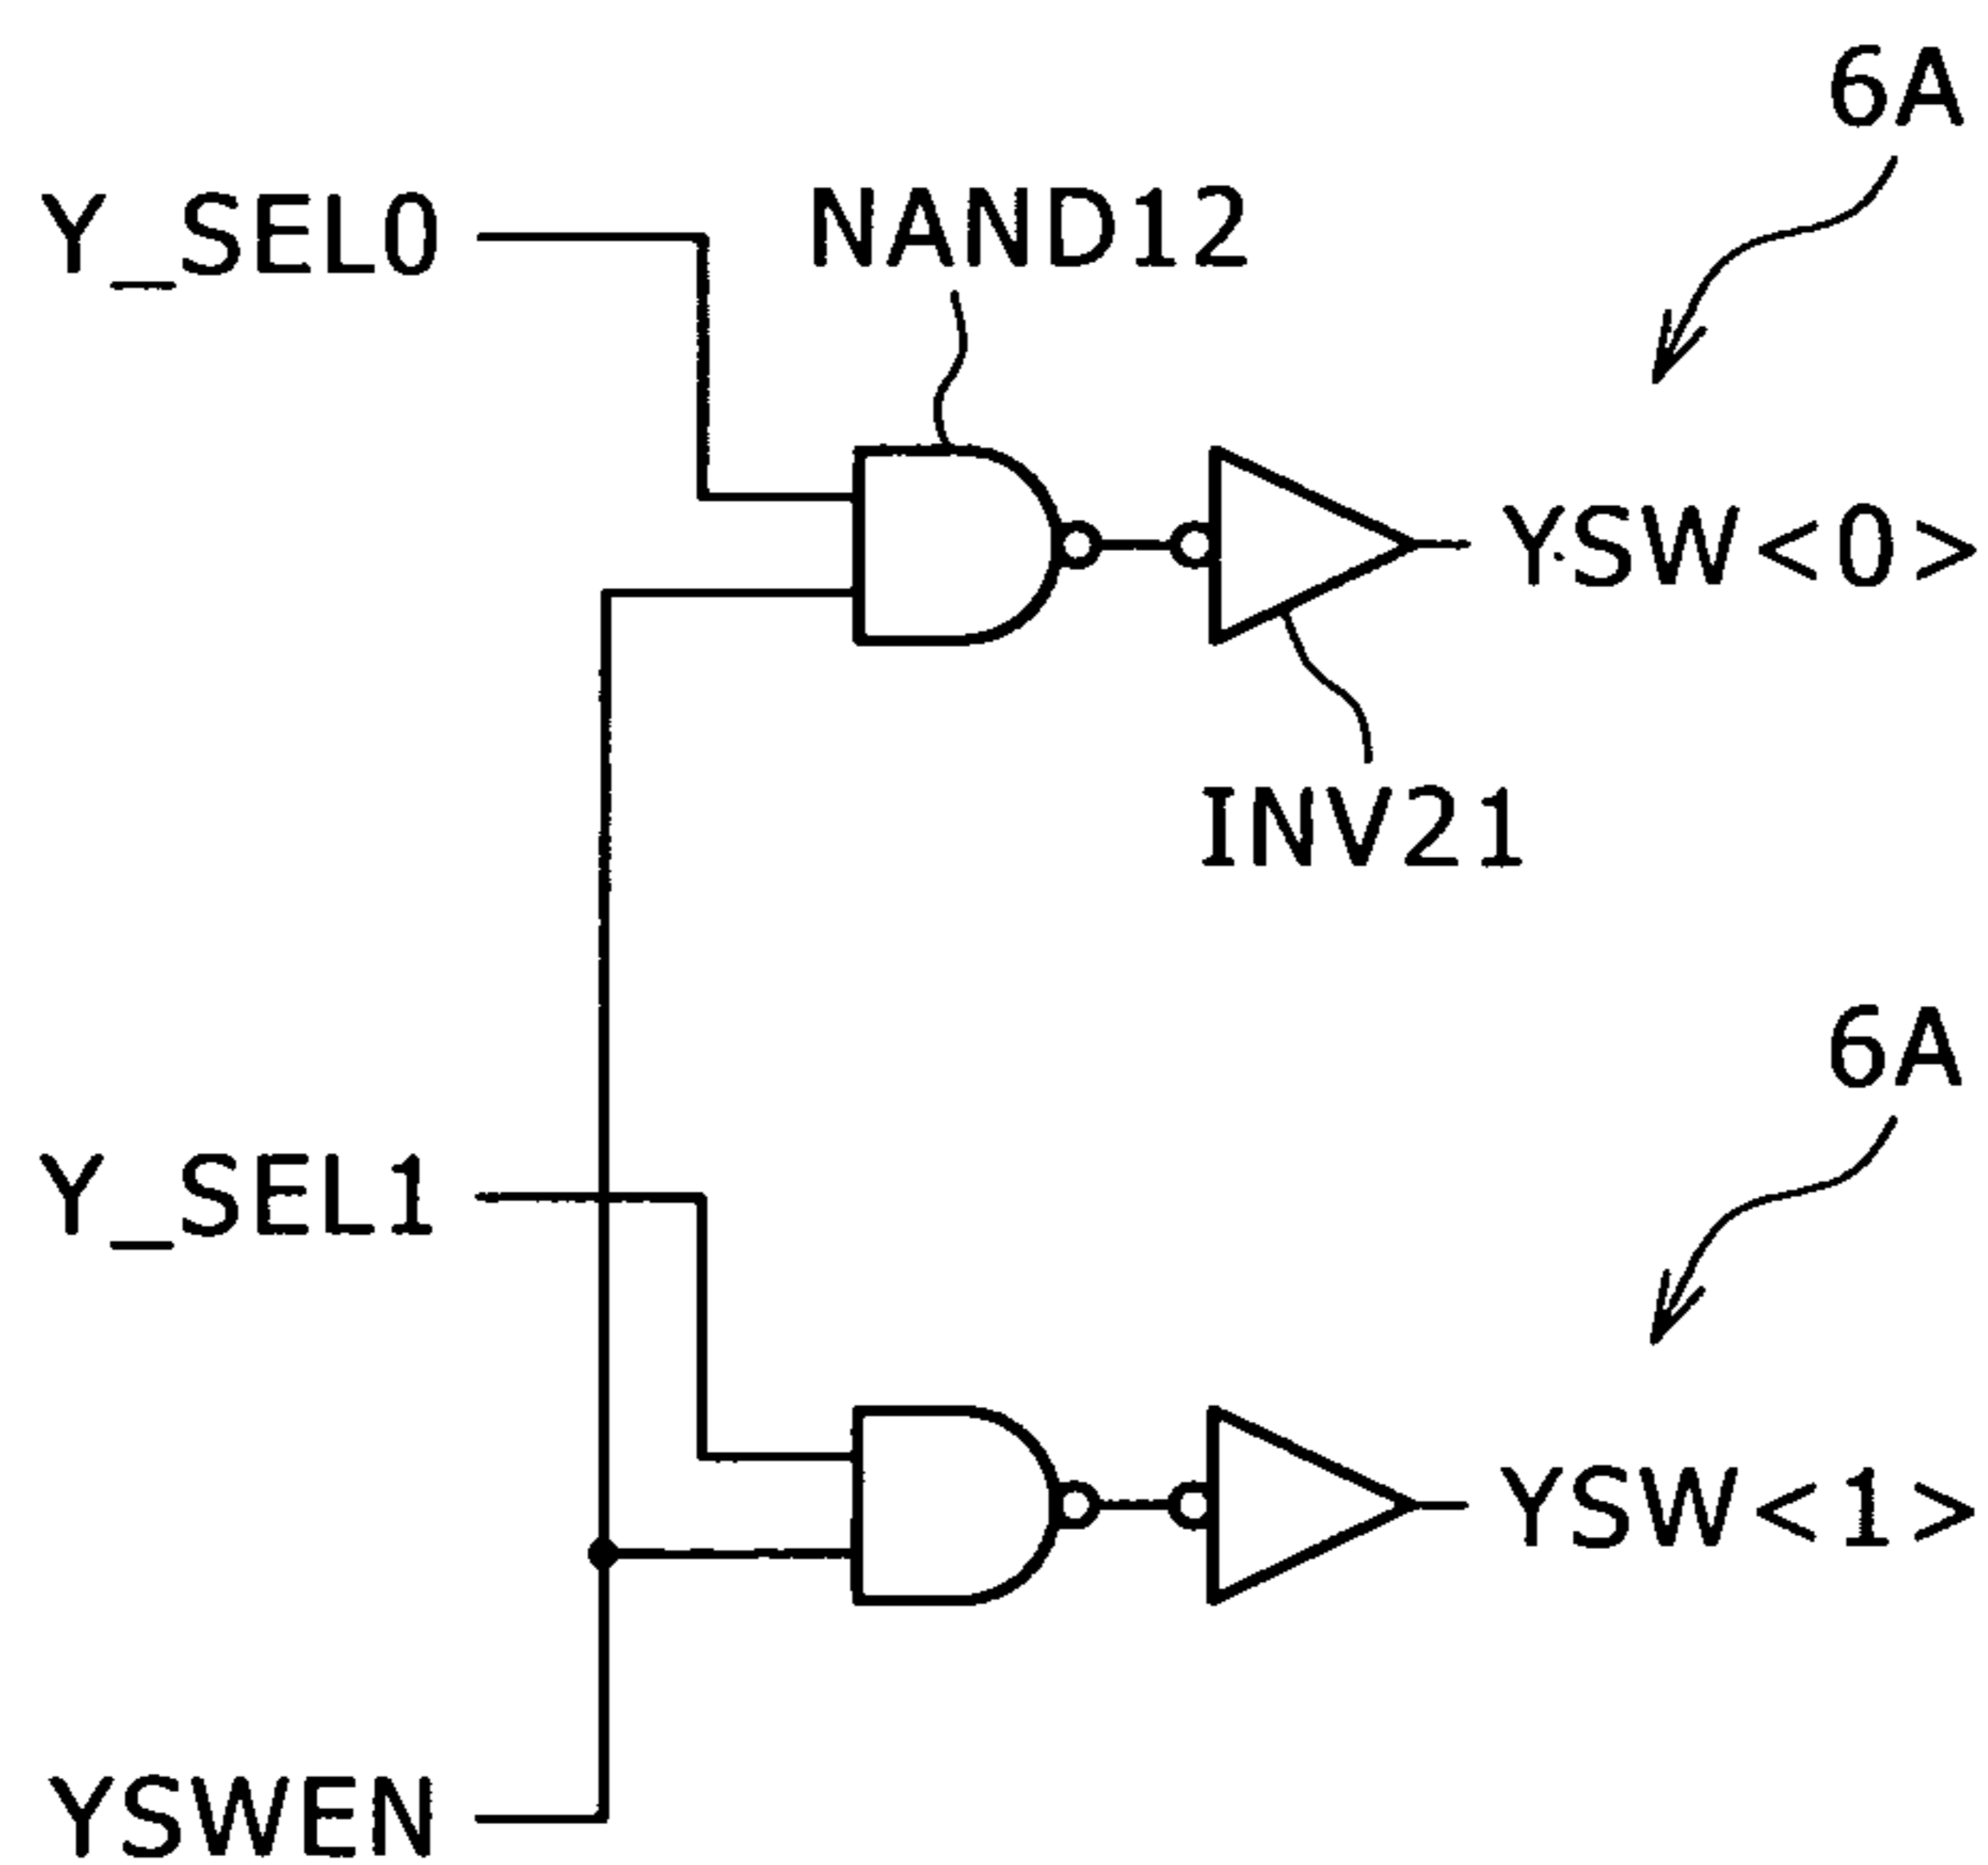 6A
Y_SEL0
NAND12
YSW<0>
INV21
6A
Y_SEL1
YSW<1>
YSWEN